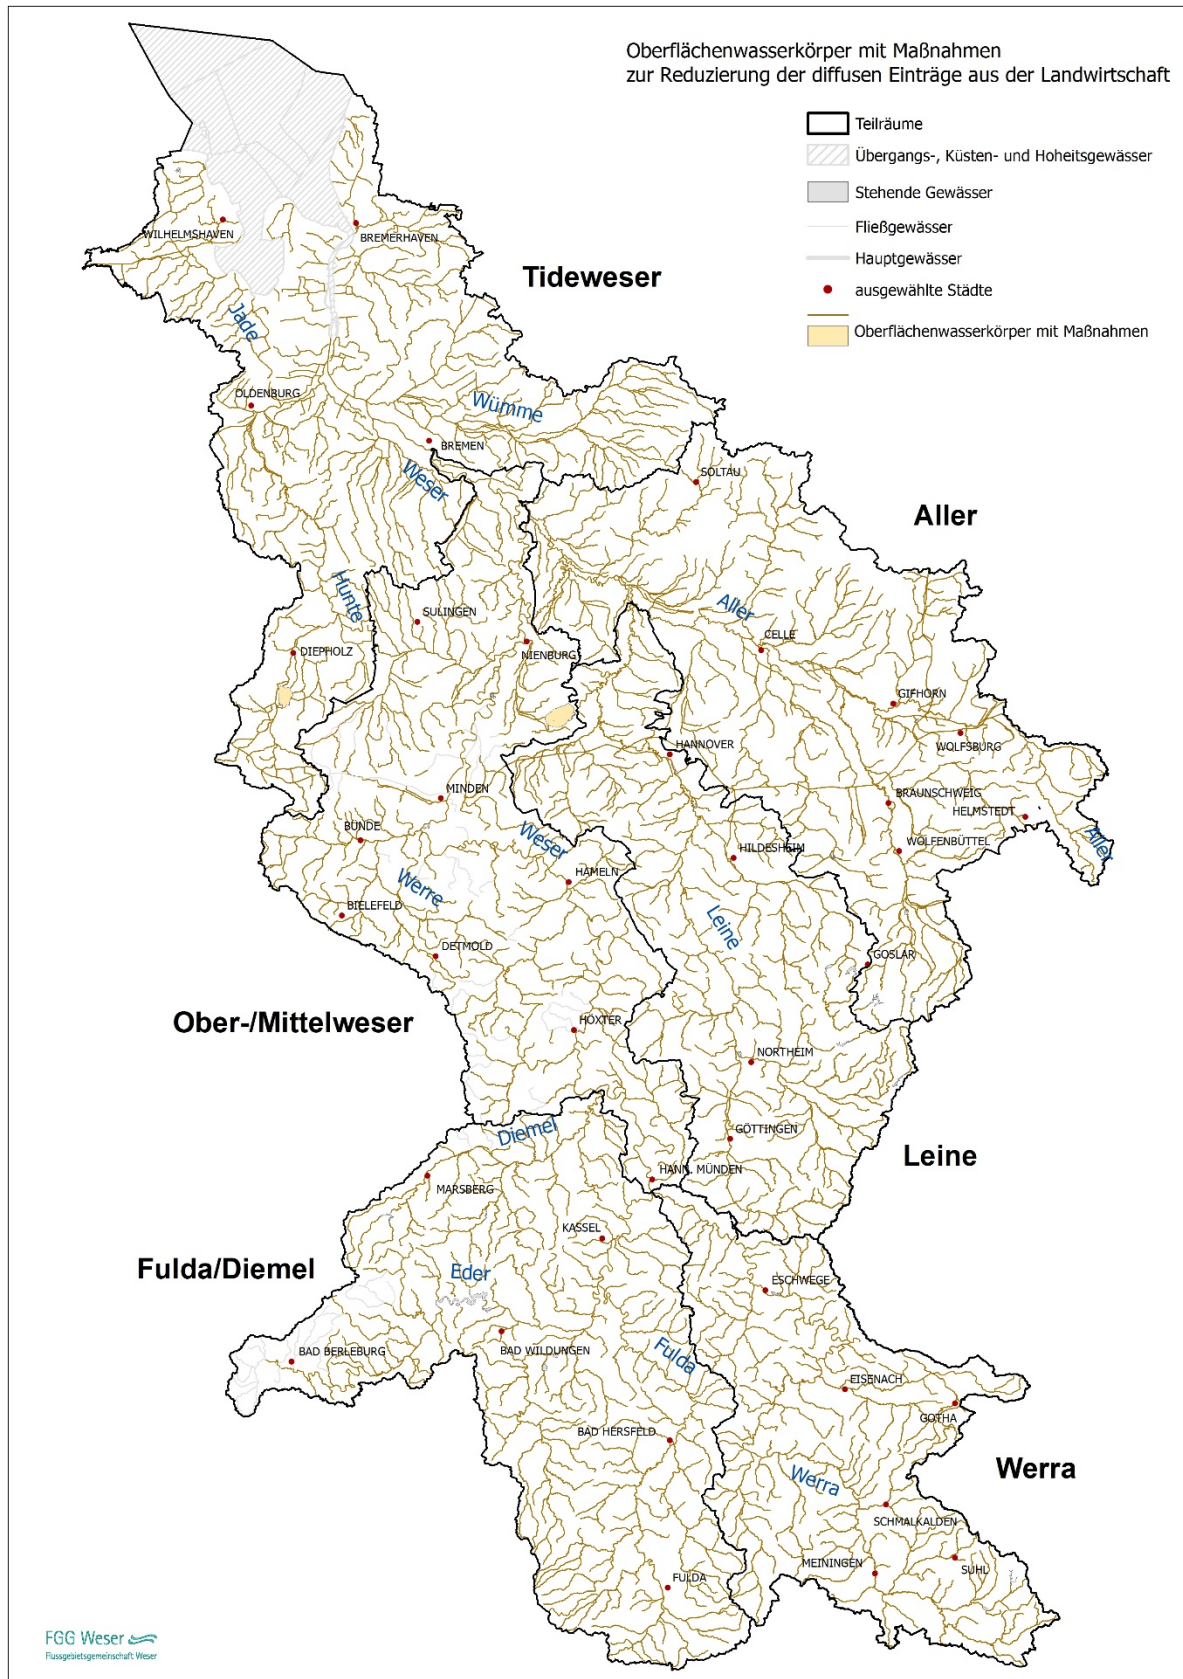 Oberflächenwasserkörper mit Maßnahmen
zur Reduzierung der diffusen Einträge aus der Landwirtschaft
Teilräume
Übergangs-, Küsten- und Hoheitsgewässer
Stehende Gewässer
Fließgewässer
Hauptgewässer
ausgewählte Städte
Oberflächenwasserkörper mit Maßnahmen
WILHELMSHAVEN
BREMERHAVEN
Tideweser
Jade
OLDENBURG
Wümme
BREMEN
Weser
SOLTAU
Aller
Hunte
SULINGEN
Aller
CELLE
DIEPHOLZ
NIENBURG
GIFHORN
WOLFSBURG
HANNOVER
MINDEN
BRAUNSCHWEIG
HELMSTEDT
BÜNDE
Weser
WOLFENBÜTTEL
Aller
HILDESHEIM
Werre
HAMELN
BIELEFELD
Leine
DETMOLD
GOSLAR
Ober-/Mittelweser
HÖXTER
NORTHEIM
Diemel
GÖTTINGEN
Leine
HANN. MÜNDEN
MARSBERG
KASSEL
Fulda/Diemel
Eder
ESCHWEGE
BAD BERLEBURG
BAD WILDUNGEN
Fulda
EISENACH
GOTHA
BAD HERSFELD
Werra
Werra
SCHMALKALDEN
MEININGEN
SUHL
FULDA
FGG Weser
Flussgebietsgemeinschaft Weser